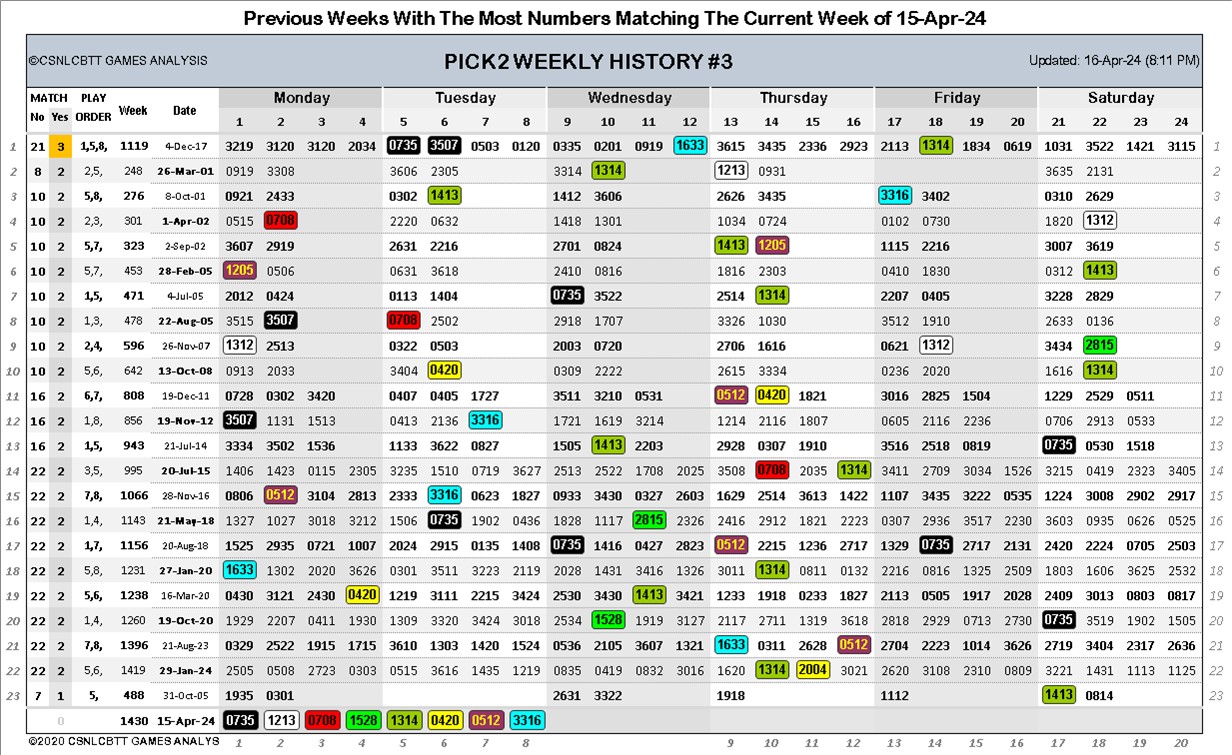 Previous Weeks With The Most Numbers Matching The Current Week of 15-Apr-24
©CSNLCBTT GAMES ANALYSIS PICK2 WEEKLY HISTORY #3 Updated: 16-Apr-24 (8:11 PM)
MATCH PLAY Week Date Monday Tuesday Wednesday Thursday Friday Saturday
No Yes ORDER 1 2 3 4 5 6 7 8 9 10 11 12 13 14 15 16 17 18 19 20 21 22 23 24
1 21 3 1,5,8, 1119 4-Dec-17 3219 3120 3120 2034 0735 3507 0503 0120 0335 0201 0919 1633 3615 3435 2336 2923 2113 1314 1834 0619 1031 3522 1421 3115 1
2 8 2 2,5, 248 26-Mar-01 0919 3308 3606 2305 3314 1314 1213 0931 3635 2131 2
3 10 2 5,8, 276 8-Oct-01 0921 2433 0302 1413 1412 3606 2626 3435 3316 3402 0310 2629 3
4 10 2 2,3, 301 1-Apr-02 0515 0708 2220 0632 1418 1301 1034 0724 0102 0730 1820 1312 4
5 10 2 5,7, 323 2-Sep-02 3607 2919 2631 2216 2701 0824 1413 1205 1115 2216 3007 3619 5
6 10 2 5,7, 453 28-Feb-05 1205 0506 0631 3618 2410 0816 1816 2303 0410 1830 0312 1413 6
7 10 2 1,5, 471 4-Jul-05 2012 0424 0113 1404 0735 3522 2514 1314 2207 0405 3228 2829 7
8 10 2 1,3, 478 22-Aug-05 3515 3507 0708 2502 2918 1707 3326 1030 3512 1910 2633 0136 8
9 10 2 2,4, 596 26-Nov-07 1312 2513 0322 0503 2003 0720 2706 1616 0621 1312 3434 2815 9
10 10 2 5,6, 642 13-Oct-08 0913 2033 3404 0420 0309 2222 2615 3334 0236 2020 1616 1314 10
11 16 2 6,7, 808 19-Dec-11 0728 0302 3420 0407 0405 1727 3511 3210 0531 0512 0420 1821 3016 2825 1504 1229 2529 0511 11
12 16 2 1,8, 856 19-Nov-12 3507 1131 1513 0413 2136 3316 1721 1619 3214 1214 2116 1807 0605 2116 2236 0706 2913 0533 12
13 16 2 1,5, 943 21-Jul-14 3334 3502 1536 1133 3622 0827 1505 1413 2203 2928 0307 1910 3516 2518 0819 0735 0530 1518 13
14 22 2 3,5, 995 20-Jul-15 1406 1423 0115 2305 3235 1510 0719 3627 2513 2522 1708 2025 3508 0708 2035 1314 3411 2709 3034 1526 3215 0419 2323 3405 14
15 22 2 7,8, 1066 28-Nov-16 0806 0512 3104 2813 2333 3316 0623 1827 0933 3430 0327 2603 1629 2514 3613 1422 1107 3435 3222 0535 1224 3008 2902 2917 15
16 22 2 1,4, 1143 21-May-18 1327 1027 3018 3212 1506 0735 1902 0436 1828 1117 2815 2326 2416 2912 1821 2223 0307 2936 3517 2230 3603 0935 0626 0525 16
17 22 2 1,7, 1156 20-Aug-18 1525 2935 0721 1007 2024 2915 0135 1408 0735 1416 0427 2823 0512 2215 1236 2717 1329 0735 2717 2131 2420 2224 0705 2503 17
18 22 2 5,8, 1231 27-Jan-20 1633 1302 2020 3626 0301 3511 3223 2119 2028 1431 3416 1326 3011 1314 0811 0132 2216 0816 1325 2509 1803 1606 3625 2532 18
19 22 2 5,6, 1238 16-Mar-20 0430 3121 2430 0420 1219 3111 2215 3424 2530 3430 1413 3421 1233 1918 0233 1827 2113 0505 1917 2028 2409 3013 0803 0817 19
20 22 2 1,4, 1260 19-Oct-20 1929 2207 0411 1930 1309 3320 3424 3018 2534 1528 1919 3127 2117 2711 1319 3618 2818 2929 0713 2730 0735 3519 1902 1505 20
21 22 2 7,8, 1396 21-Aug-23 0329 2522 1915 1715 3610 1303 1420 1524 0536 2105 3607 1321 1633 0311 2628 0512 2704 2223 1014 3626 2719 3404 2317 2636 21
22 22 2 5,6, 1419 29-Jan-24 2505 0508 2723 0303 0515 3616 1435 1219 0835 0419 0832 3016 1620 1314 2004 3021 2620 3108 2310 0809 3221 1431 1113 1125 22
23 7 1 5, 488 31-Oct-05 1935 0301 2631 3322 1918 1112 1413 0814 23
0 1430 15-Apr-24 0735 1213 0708 1528 1314 0420 0512 3316
©2020 CSNLCBTT GAMES ANALYS 1 2 3 4 5 6 7 8 9 10 11 12 13 14 15 16 17 18 19 20